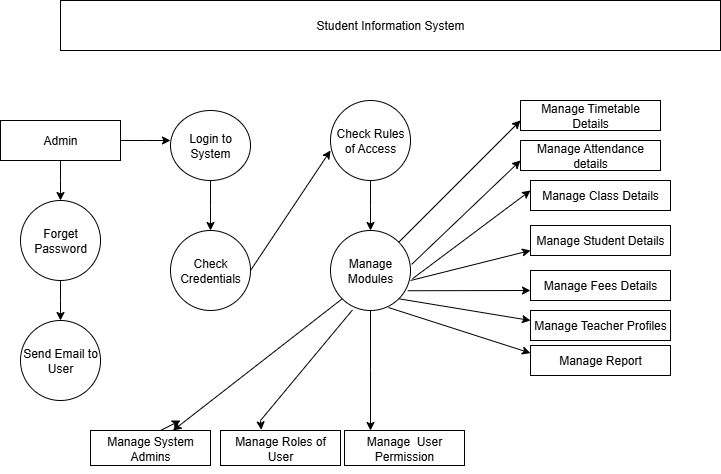 Student Information System
Admin
Login to
System
Check Rules
of Access
Manage Timetable
Details
Manage Attendance
details
Manage Class Details
Forget
Password
Check
Credentials
Manage
Modules
Manage Student Details
Manage Fees Details
Manage Teacher Profiles
Manage Report
Send Email to
User
Manage System
Admins
Manage Roles of
User
Manage  User
Permission